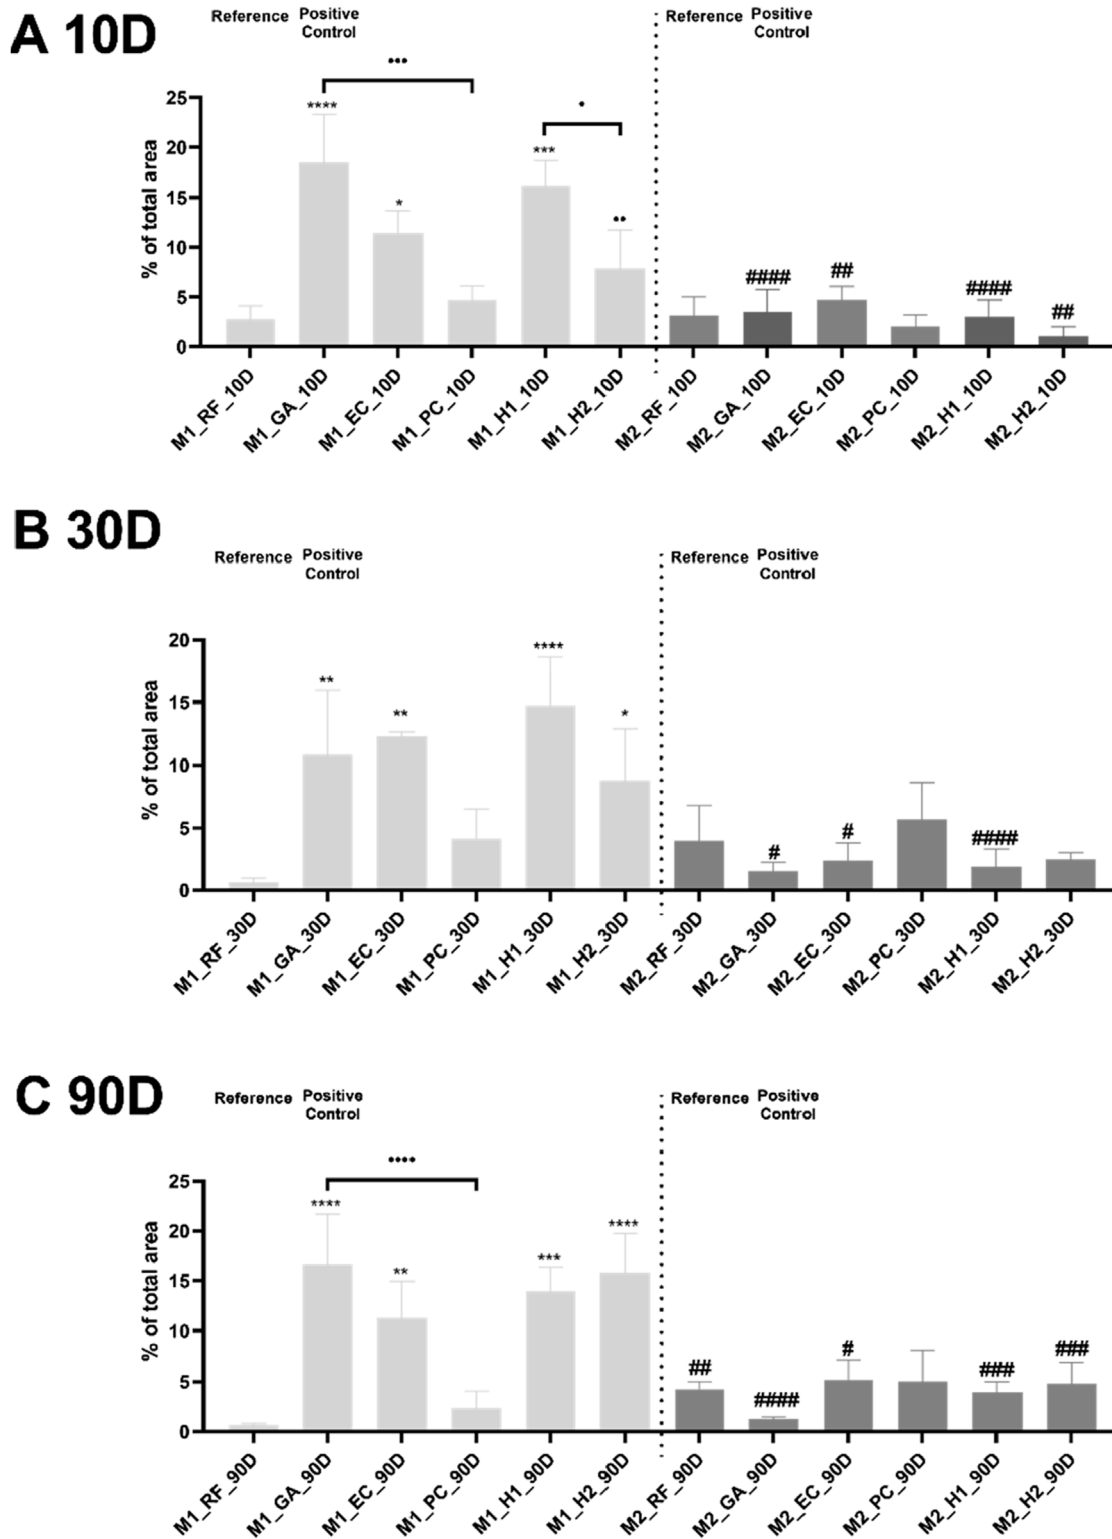 A 10D
Reference Positive Control Reference Positive Control
•••
•
25
20
15
10
5
0
% of total area
****
*
***
••
####
##
####
##
M1_RF_10D
M1_GA_10D
M1_EC_10D
M1_PC_10D
M1_H1_10D
M1_H2_10D
M2_RF_10D
M2_GA_10D
M2_EC_10D
M2_PC_10D
M2_H1_10D
M2_H2_10D
B 30D
Reference Positive Control Reference Positive Control
20
15
10
5
0
% of total area
**
**
****
*
#
#
####
M1_RF_30D
M1_GA_30D
M1_EC_30D
M1_PC_30D
M1_H1_30D
M1_H2_30D
M2_RF_30D
M2_GA_30D
M2_EC_30D
M2_PC_30D
M2_H1_30D
M2_H2_30D
C 90D
Reference Positive Control Reference Positive Control
••••
25
20
15
10
5
0
% of total area
****
**
***
****
##
####
#
###
###
M1_RF_90D
M1_GA_90D
M1_EC_90D
M1_PC_90D
M1_H1_90D
M1_H2_90D
M2_RF_90D
M2_GA_90D
M2_EC_90D
M2_PC_90D
M2_H1_90D
M2_H2_90D